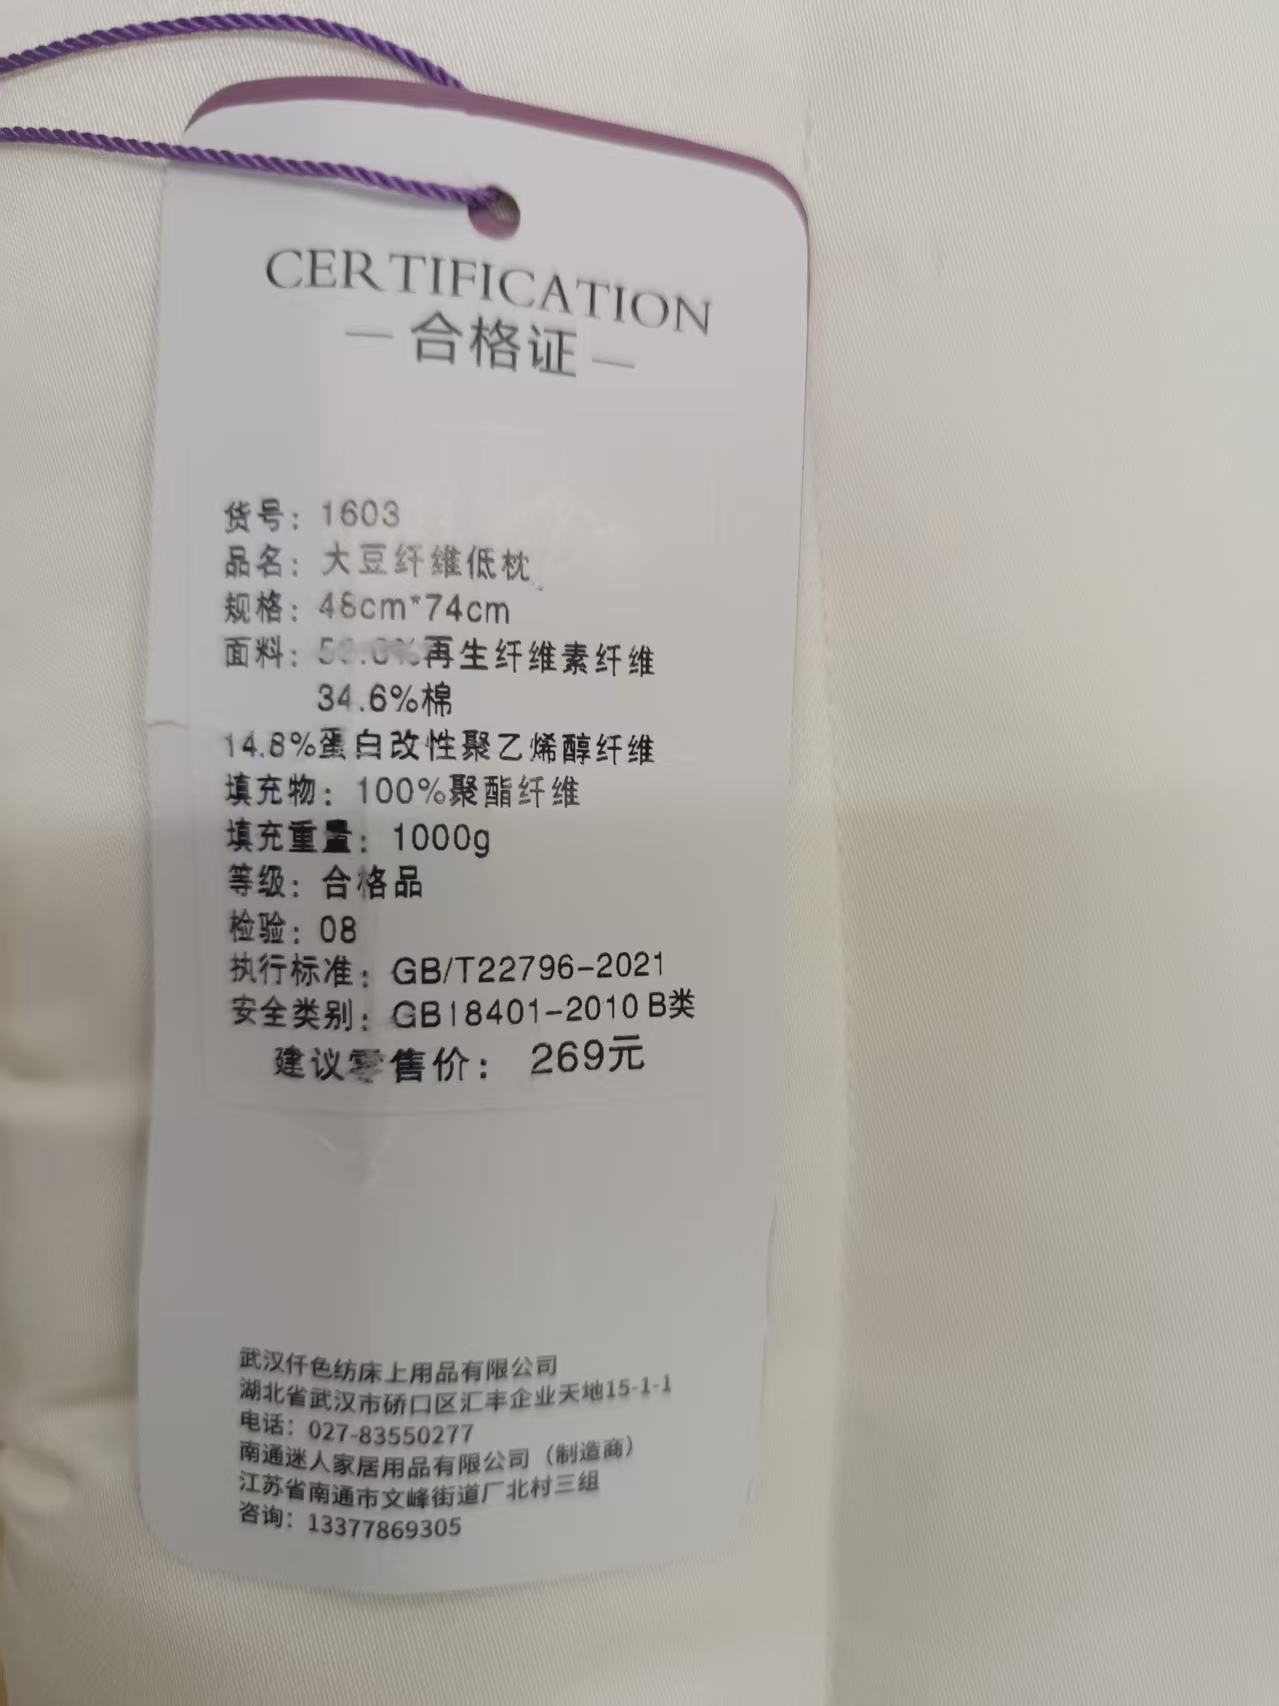 CERTIFICATION
合格证
货号：1603
品名：大豆纤维低枕
规格：48cm*74cm
面料：再生纤维素纤维
34.6%棉
14.8%蛋白改性聚乙烯醇纤维
填充物：100%聚酯纤维
填充重量：1000g
等级：合格品
检验：08
执行标准：GB/T22796-2021
安全类别：GB18401-2010 B类
建议零售价：269元
武汉仟色纺床上用品有限公司
湖北省武汉市硚口区汇丰企业天地15-1-1
电话：027-83550277
南通迷人家居用品有限公司（制造商）
江苏省南通市文峰街道厂北村三组
咨询：13377869305